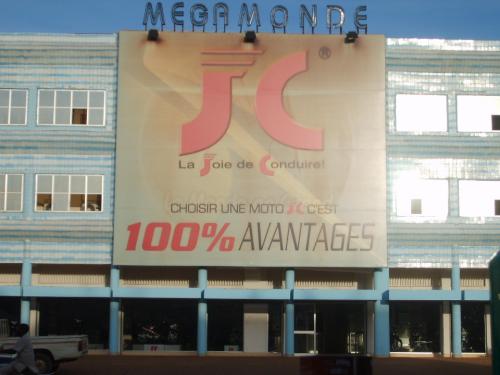 MEGAMONDE
JC®
La Joie de Conduire!
CHOISIR UNE MOTO JC C'EST
100% AVANTAGES